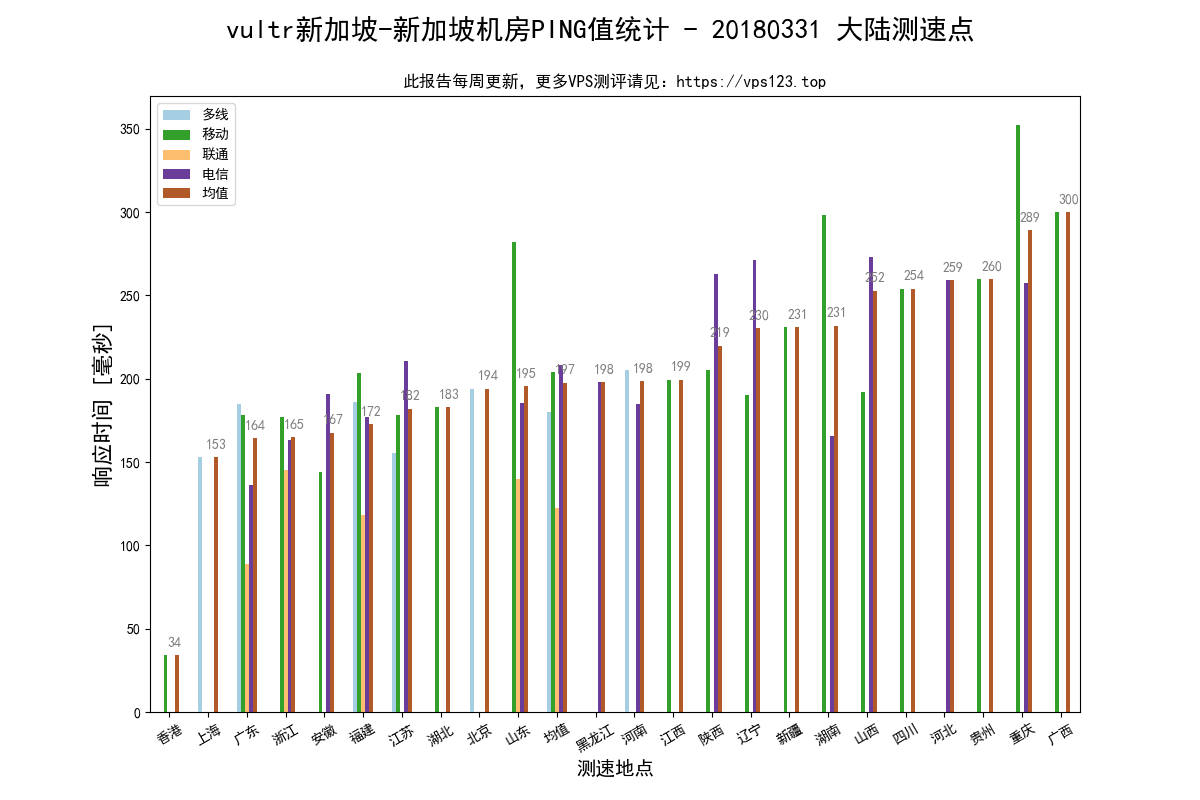 vultr新加坡-新加坡机房PING值统计 - 20180331 大陆测速点
此报告每周更新，更多VPS测评请见：https://vps123.top
多线
移动
联通
电信
均值
响应时间 [毫秒]
350
300
250
200
150
100
50
0
34
153
164
165
167
172
182
183
194
195
197
198
198
199
219
230
231
231
252
254
259
260
289
300
香港
上海
广东
浙江
安徽
福建
江苏
湖北
北京
山东
均值
黑龙江
河南
江西
陕西
辽宁
新疆
湖南
山西
四川
河北
贵州
重庆
广西
测速地点